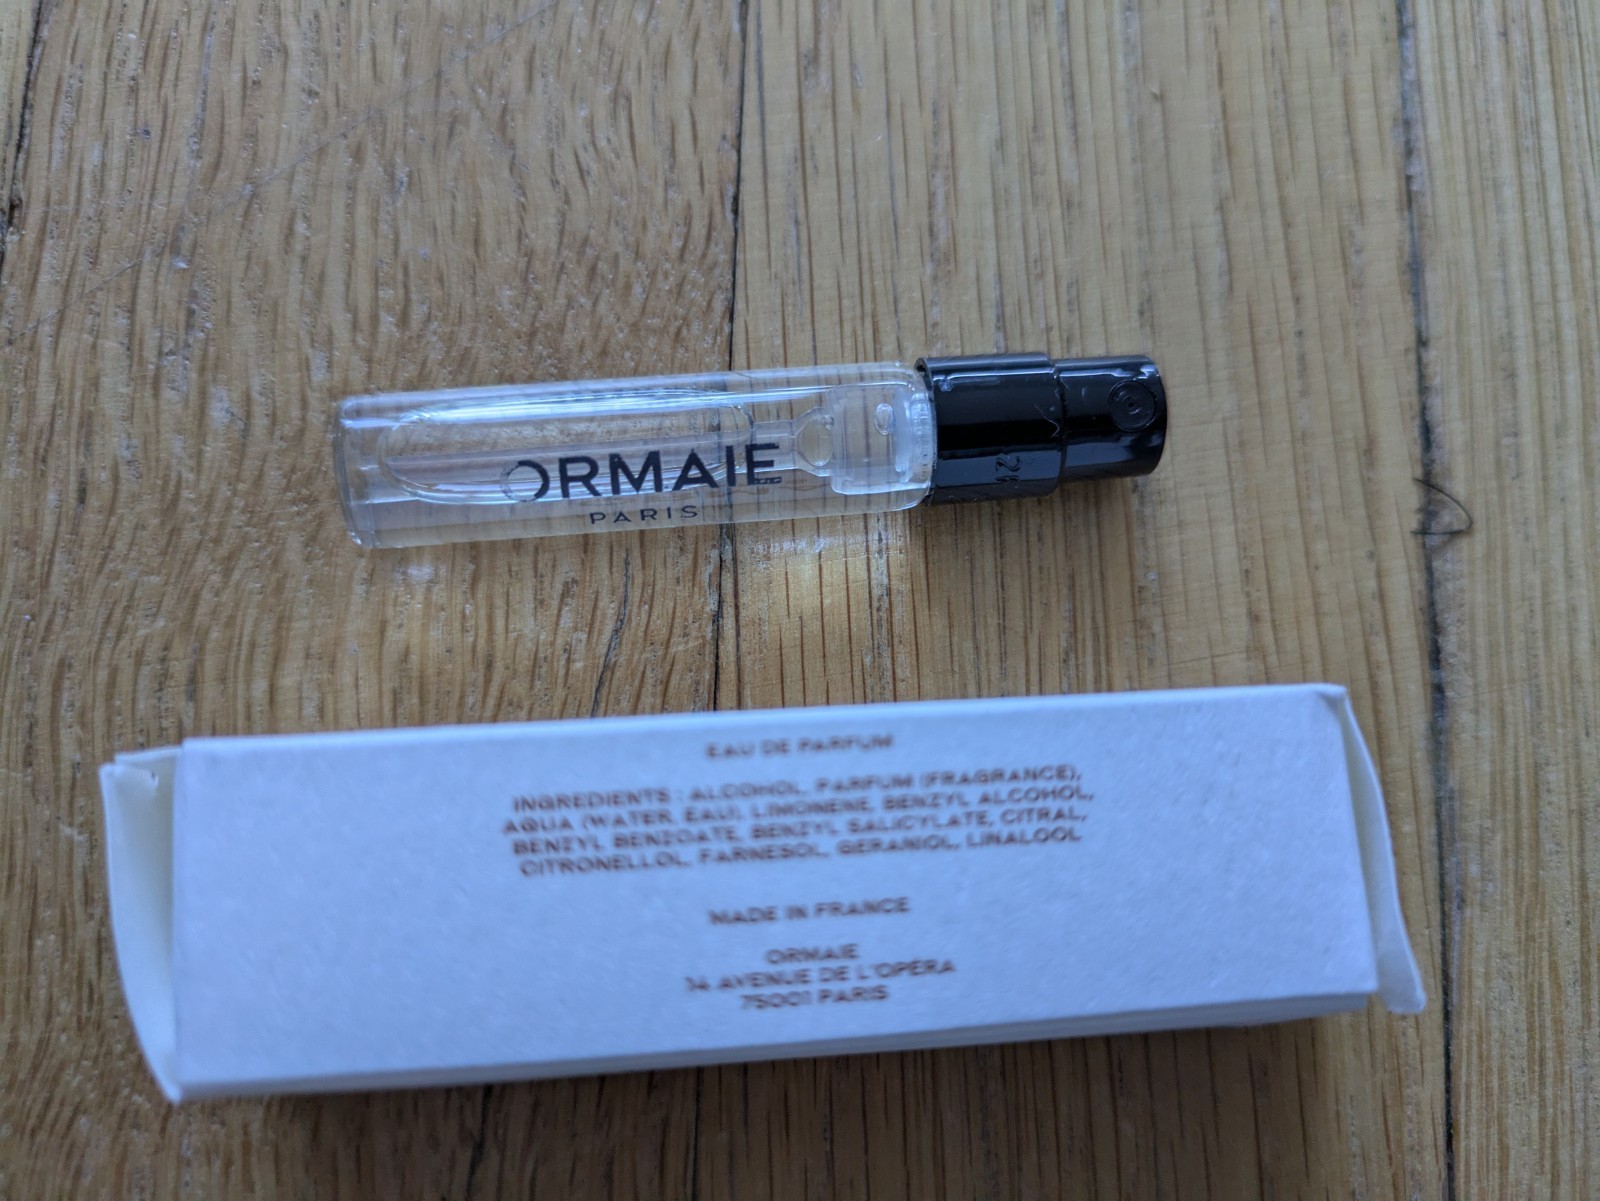 ORMAIE
PARIS
EAU DE PARFUM
INGREDIENTS : ALCOHOL, PARFUM (FRAGRANCE),
AQUA (WATER, EAU), LIMONENE, BENZYL ALCOHOL,
BENZYL BENZOATE, BENZYL SALICYLATE, CITRAL,
CITRONELLOL, FARNESOL, GERANIOL, LINALOOL
MADE IN FRANCE
ORMAIE
14 AVENUE DE L'OPÉRA
75001 PARIS